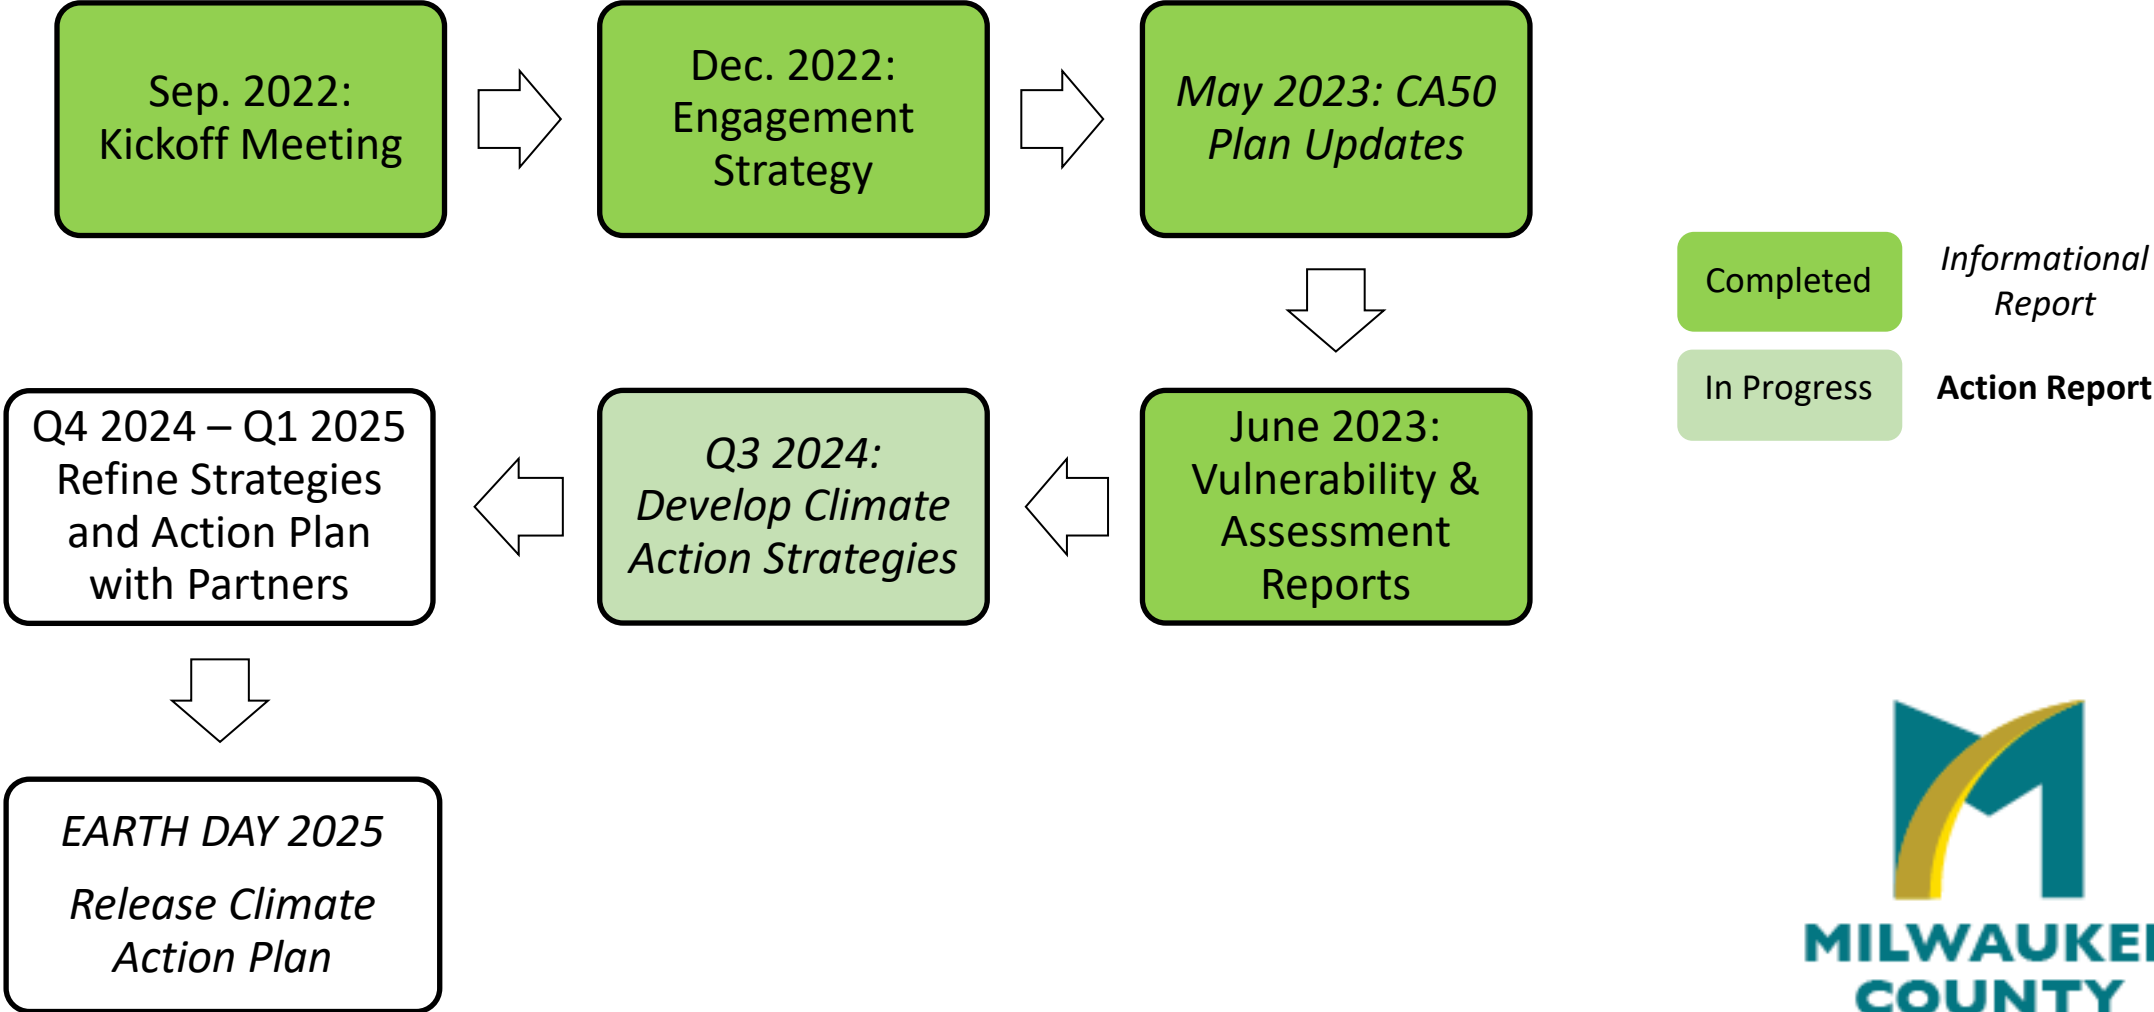 Sep. 2022:
Kickoff Meeting
Dec. 2022:
Engagement
Strategy
May 2023: CA50
Plan Updates
Completed
Informational
Report
In Progress
Action Report
June 2023:
Vulnerability &
Assessment
Reports
Q3 2024:
Develop Climate
Action Strategies
Q4 2024 – Q1 2025
Refine Strategies
and Action Plan
with Partners
EARTH DAY 2025
Release Climate
Action Plan
MILWAUKEE
COUNTY